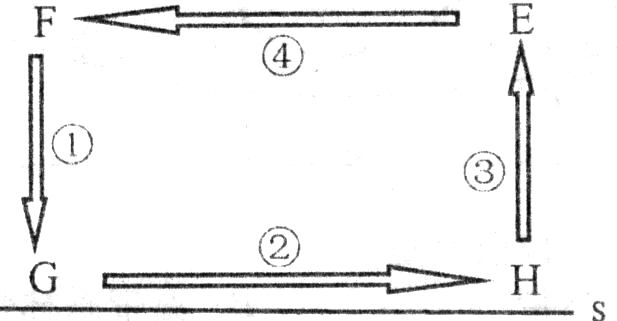 F E
④
①
③
②
G H
s